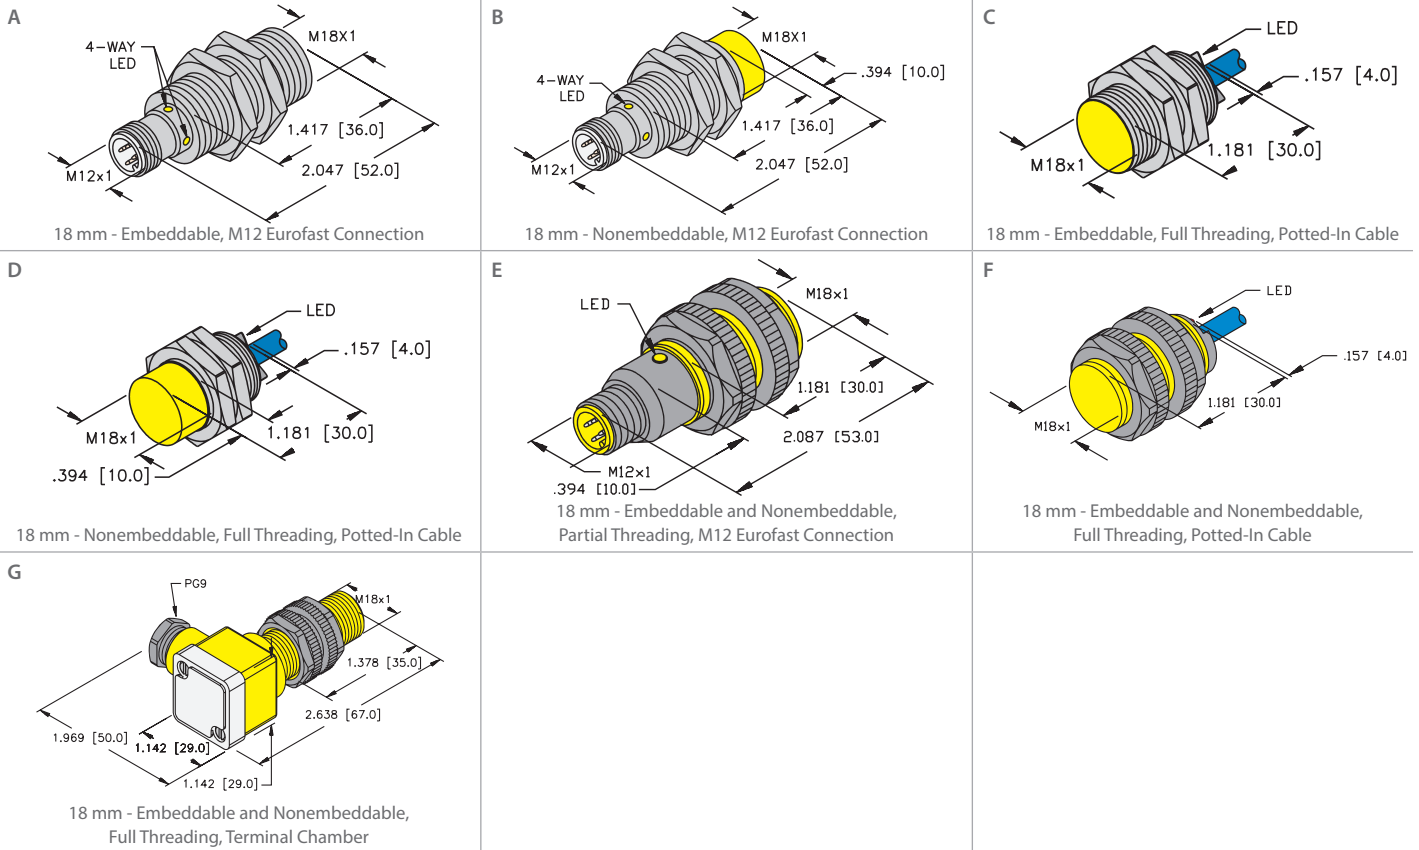 A
4-WAY
LED
M18X1
1.417 [36.0]
2.047 [52.0]
M12x1
18 mm - Embeddable, M12 Eurofast Connection
B
4-WAY
LED
M18X1
.394 [10.0]
1.417 [36.0]
2.047 [52.0]
M12x1
18 mm - Nonembeddable, M12 Eurofast Connection
C
LED
.157 [4.0]
1.181 [30.0]
M18x1
18 mm - Embeddable, Full Threading, Potted-In Cable
D
LED
.157 [4.0]
M18x1
1.181 [30.0]
.394 [10.0]
18 mm - Nonembeddable, Full Threading, Potted-In Cable
E
LED
M18x1
1.181 [30.0]
2.087 [53.0]
M12x1
.394 [10.0]
18 mm - Embeddable and Nonembeddable,
Partial Threading, M12 Eurofast Connection
F
LED
.157 [4.0]
1.181 [30.0]
M18x1
18 mm - Embeddable and Nonembeddable,
Full Threading, Potted-In Cable
G
PG9
M18x1
1.378 [35.0]
2.638 [67.0]
1.969 [50.0]
1.142 [29.0]
1.142 [29.0]
18 mm - Embeddable and Nonembeddable,
Full Threading, Terminal Chamber